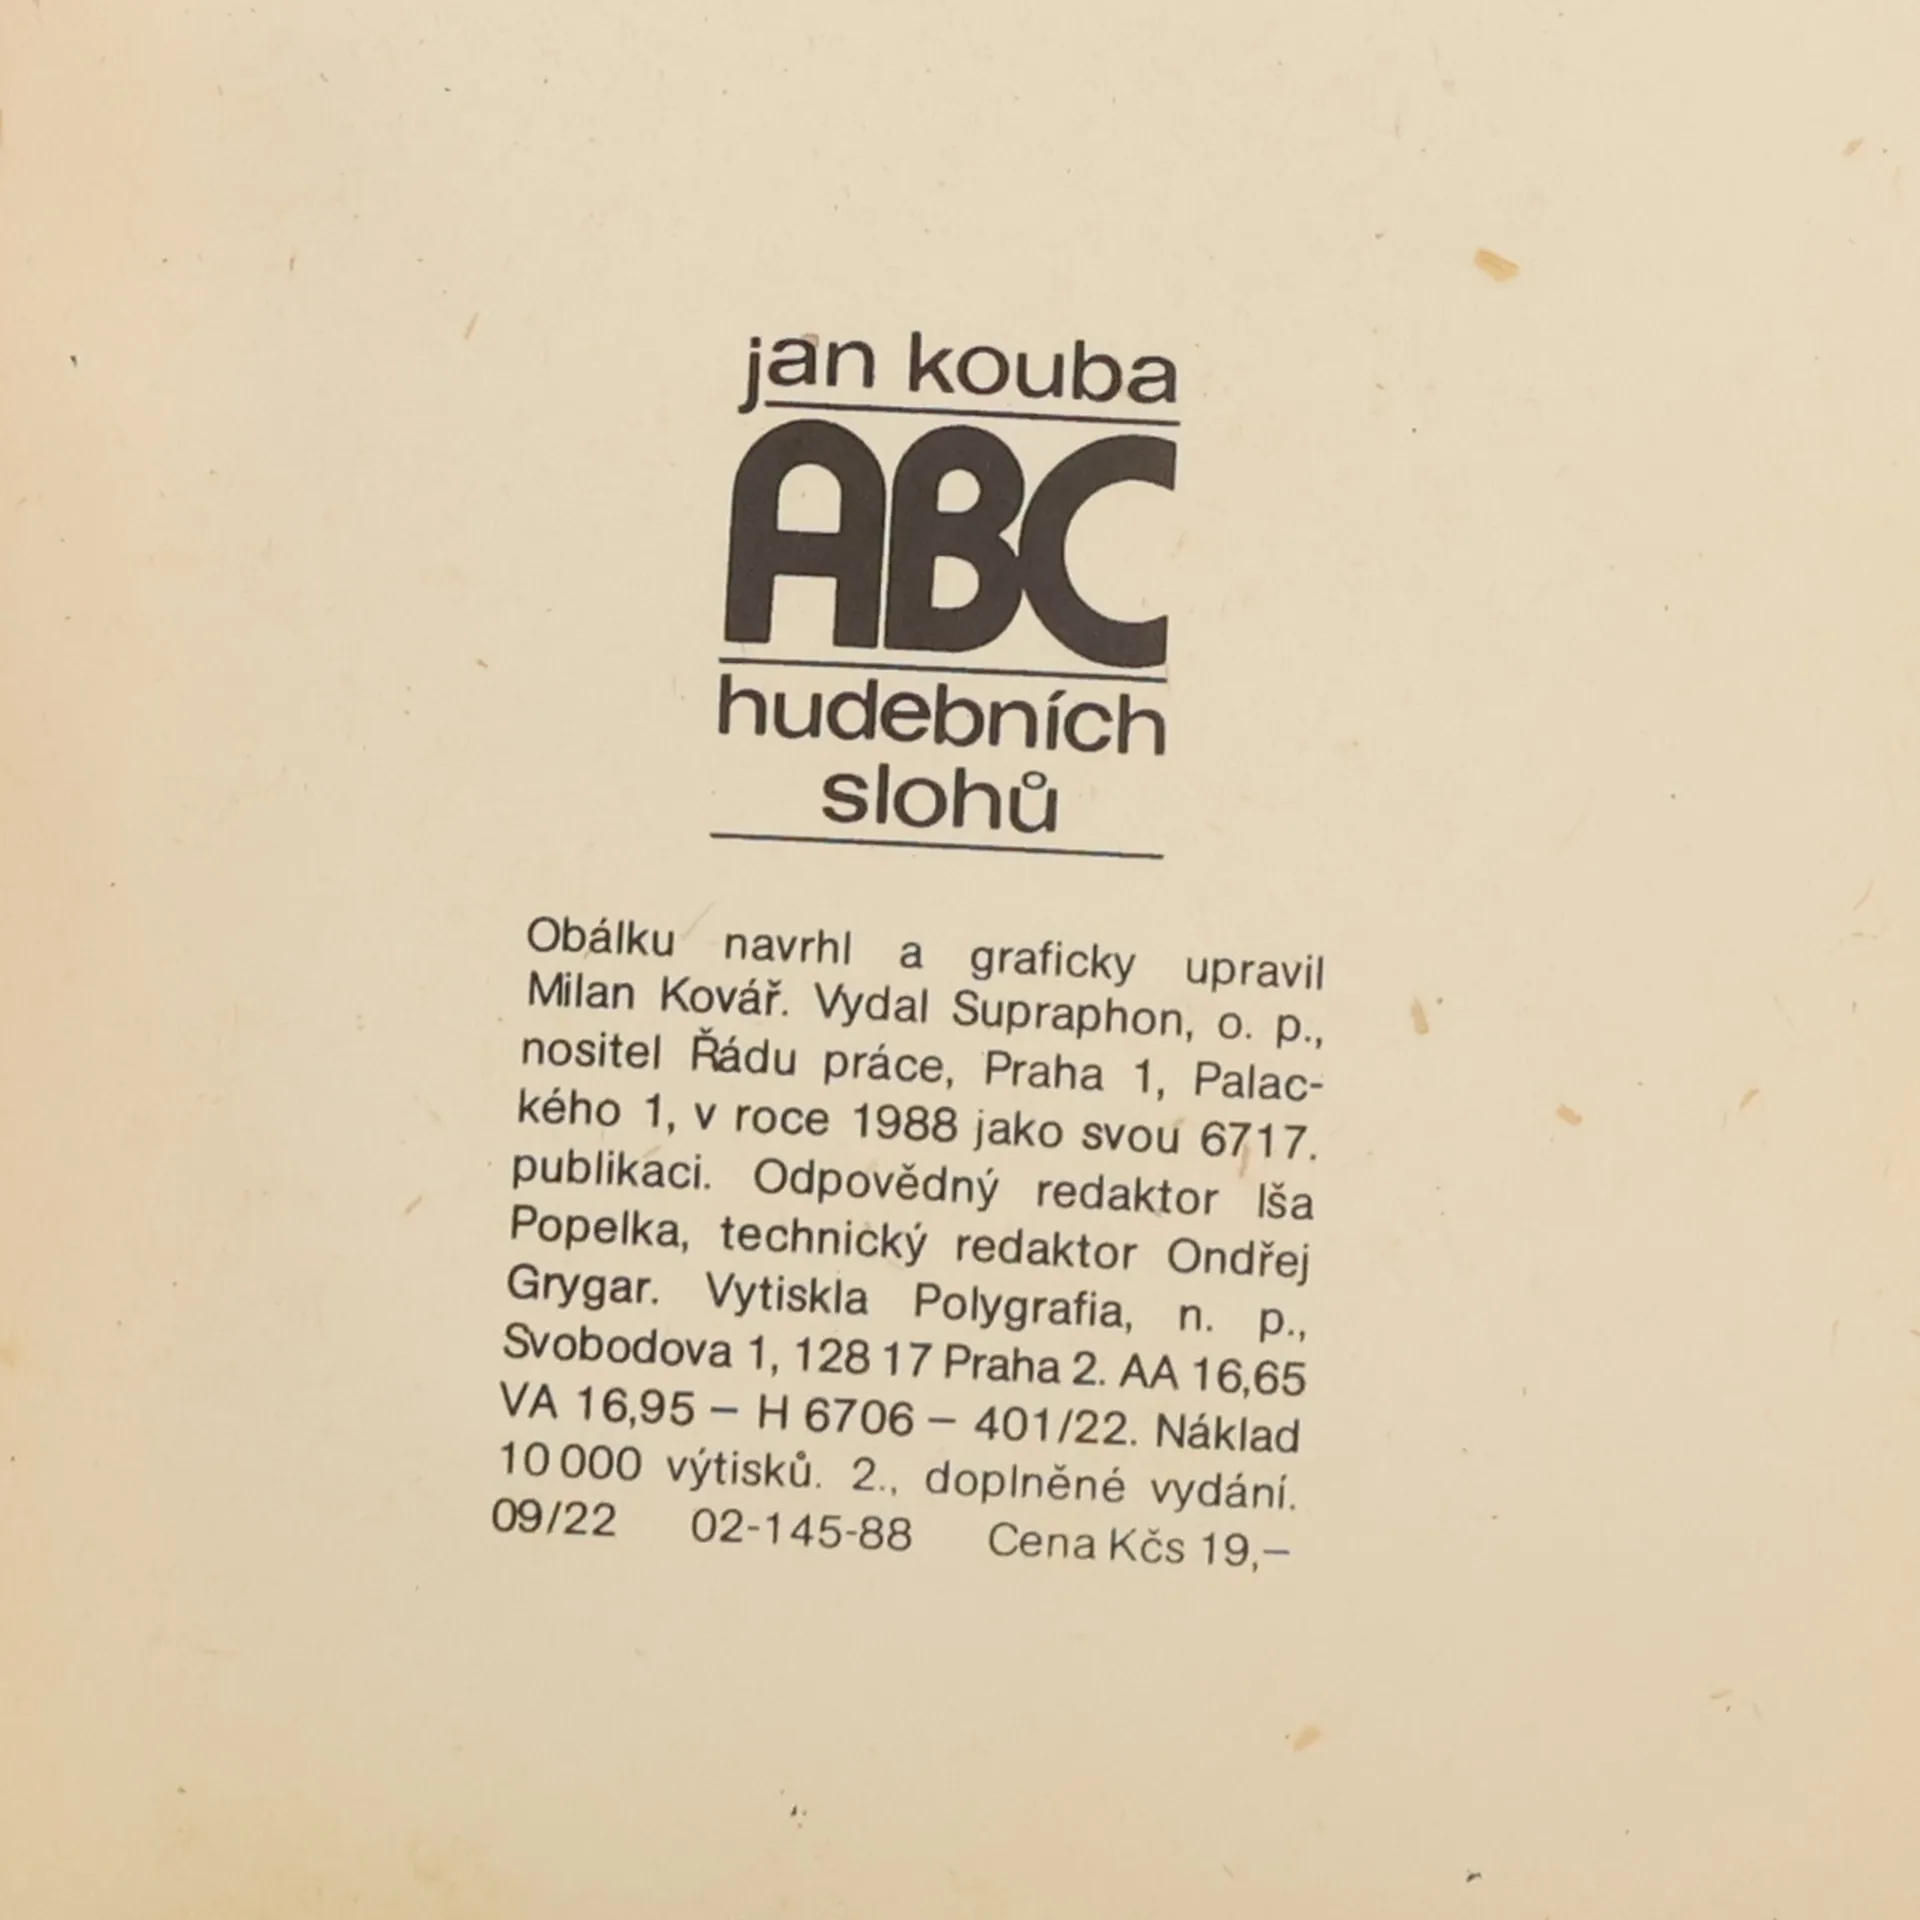 jan kouba
ABC
hudebních
slohů
Obálku navrhl a graficky upravil
Milan Kovář. Vydal Supraphon, o. p.,
nositel Řádu práce, Praha 1, Palac-
kého 1, v roce 1988 jako svou 6717.
publikaci. Odpovědný redaktor Iša
Popelka, technický redaktor Ondřej
Grygar. Vytiskla Polygrafia, n. p.,
Svobodova 1, 128 17 Praha 2. AA 16,65
VA 16,95 – H 6706 – 401/22. Náklad
10 000 výtisků. 2., doplněné vydání.
09/22 02-145-88 Cena Kčs 19,–